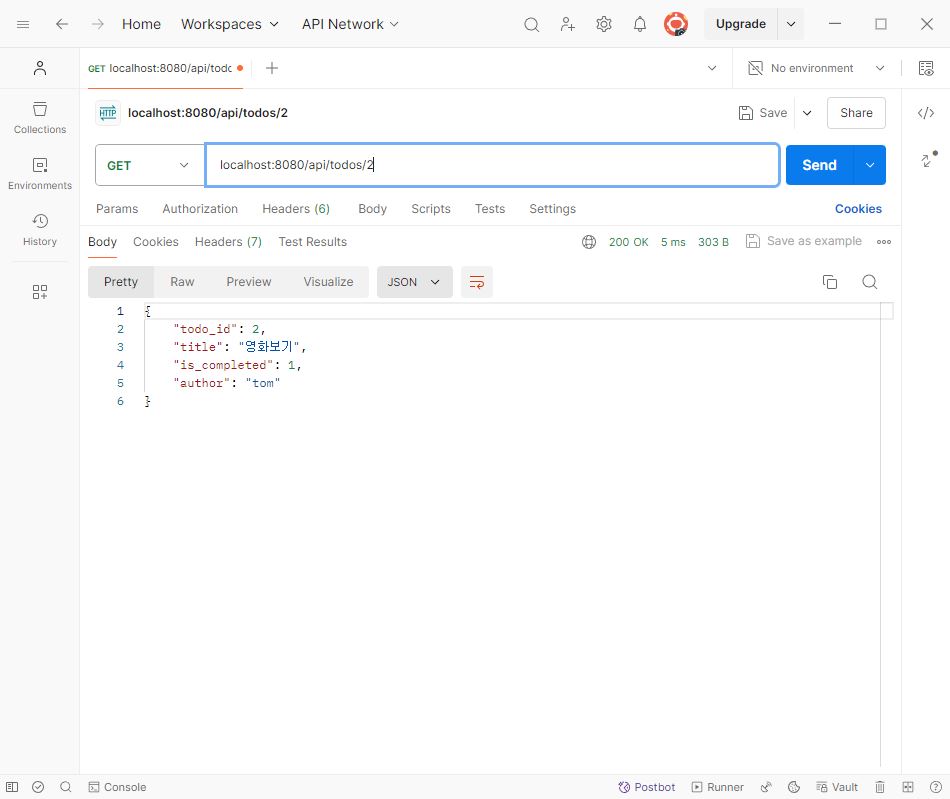 Home Workspaces API Network Upgrade
GET localhost:8080/api/todo No environment
HTTP localhost:8080/api/todos/2 Save Share
GET localhost:8080/api/todos/2 Send
Params Authorization Headers (6) Body Scripts Tests Settings Cookies
Body Cookies Headers (7) Test Results 200 OK 5 ms 303 B Save as example
Pretty Raw Preview Visualize JSON
1 {
2 "todo_id": 2,
3 "title": "영화보기",
4 "is_completed": 1,
5 "author": "tom"
6 }
Collections
Environments
History
Console Postbot Runner Vault